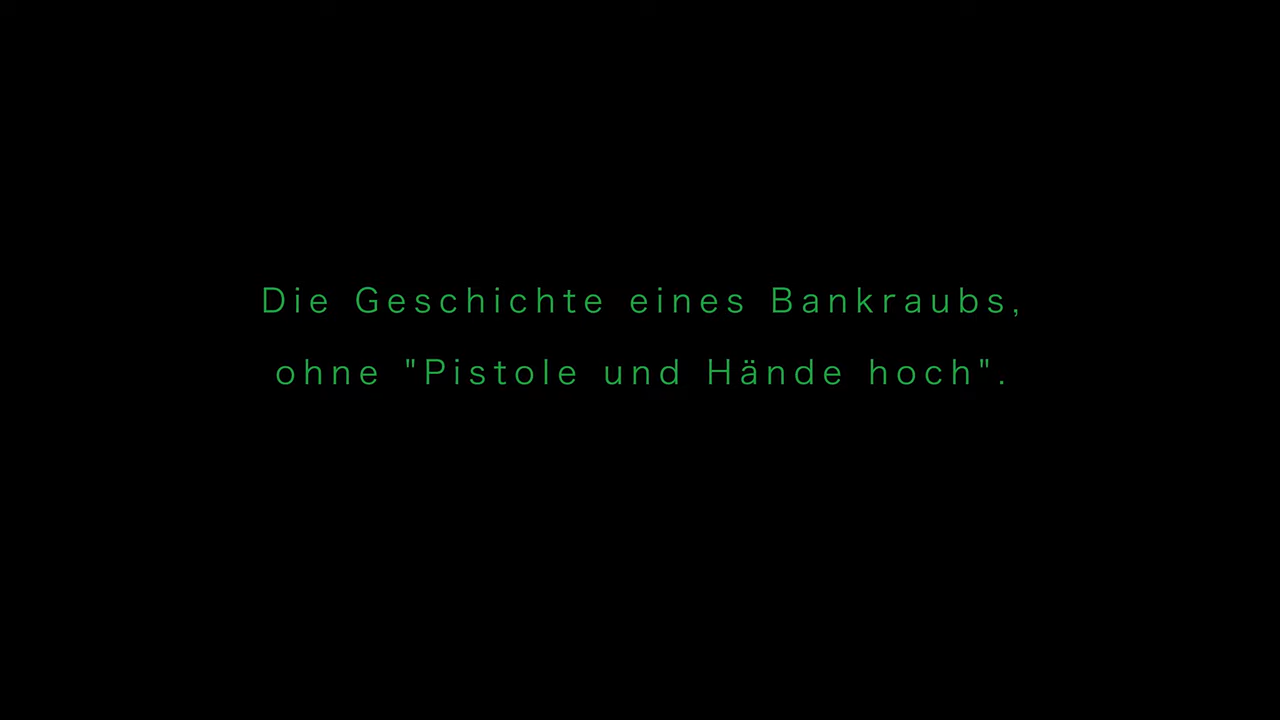 Die Geschichte eines Bankraubs,
ohne "Pistole und Hände hoch".